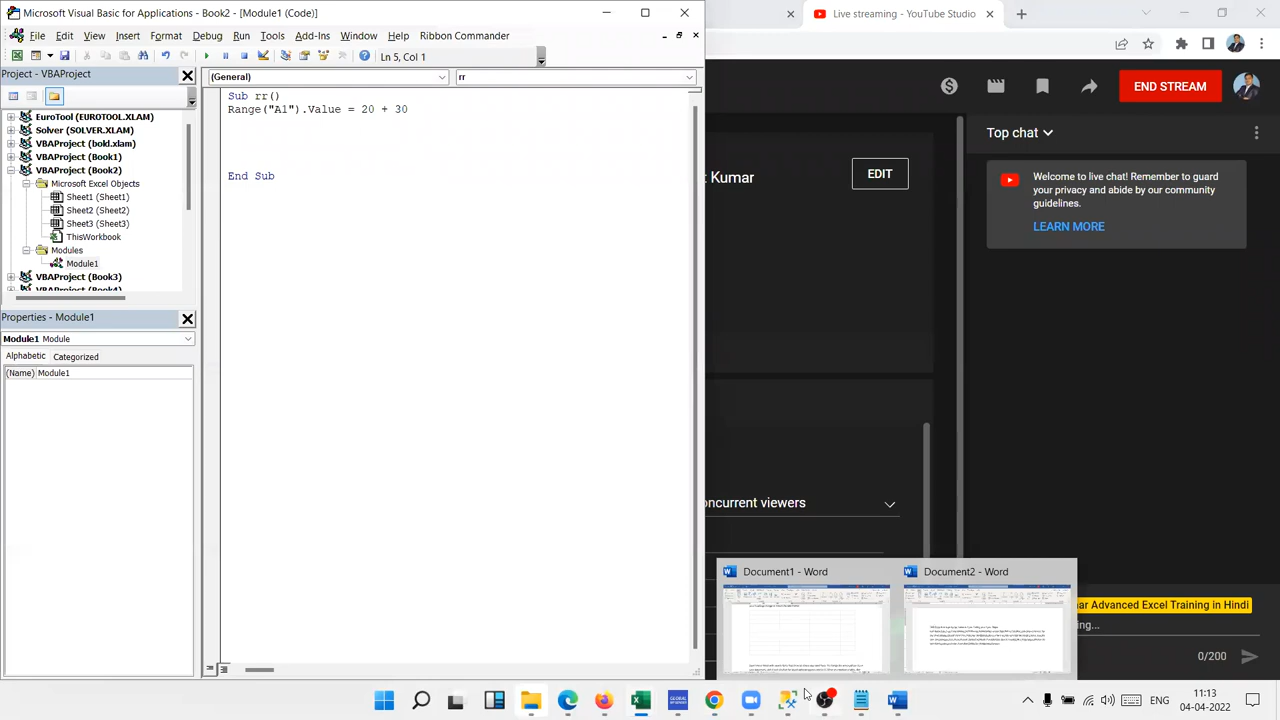 Microsoft Visual Basic for Applications - Book2 - [Module1 (Code)]
File Edit View Insert Format Debug Run Tools Add-Ins Window Help Ribbon Commander
Ln 5, Col 1
Project - VBAProject
EuroTool (EUROTOOL.XLAM)
Solver (SOLVER.XLAM)
VBAProject (bold.xlam)
VBAProject (Book1)
VBAProject (Book2)
Microsoft Excel Objects
Sheet1 (Sheet1)
Sheet2 (Sheet2)
Sheet3 (Sheet3)
ThisWorkbook
Modules
Module1
VBAProject (Book3)
VBAProject (Book4)
Properties - Module1
Module1 Module
Alphabetic Categorized
(Name) Module1
(General) rr
Sub rr()
Range("A1").Value = 20 + 30
End Sub
Live streaming - YouTube Studio
END STREAM
Kumar
EDIT
Top chat
Welcome to live chat! Remember to guard
your privacy and abide by our community
guidelines.
LEARN MORE
concurrent viewers
Document1 - Word
Document2 - Word
Advanced Excel Training in Hindi
0/200
ENG
11:13
04-04-2022